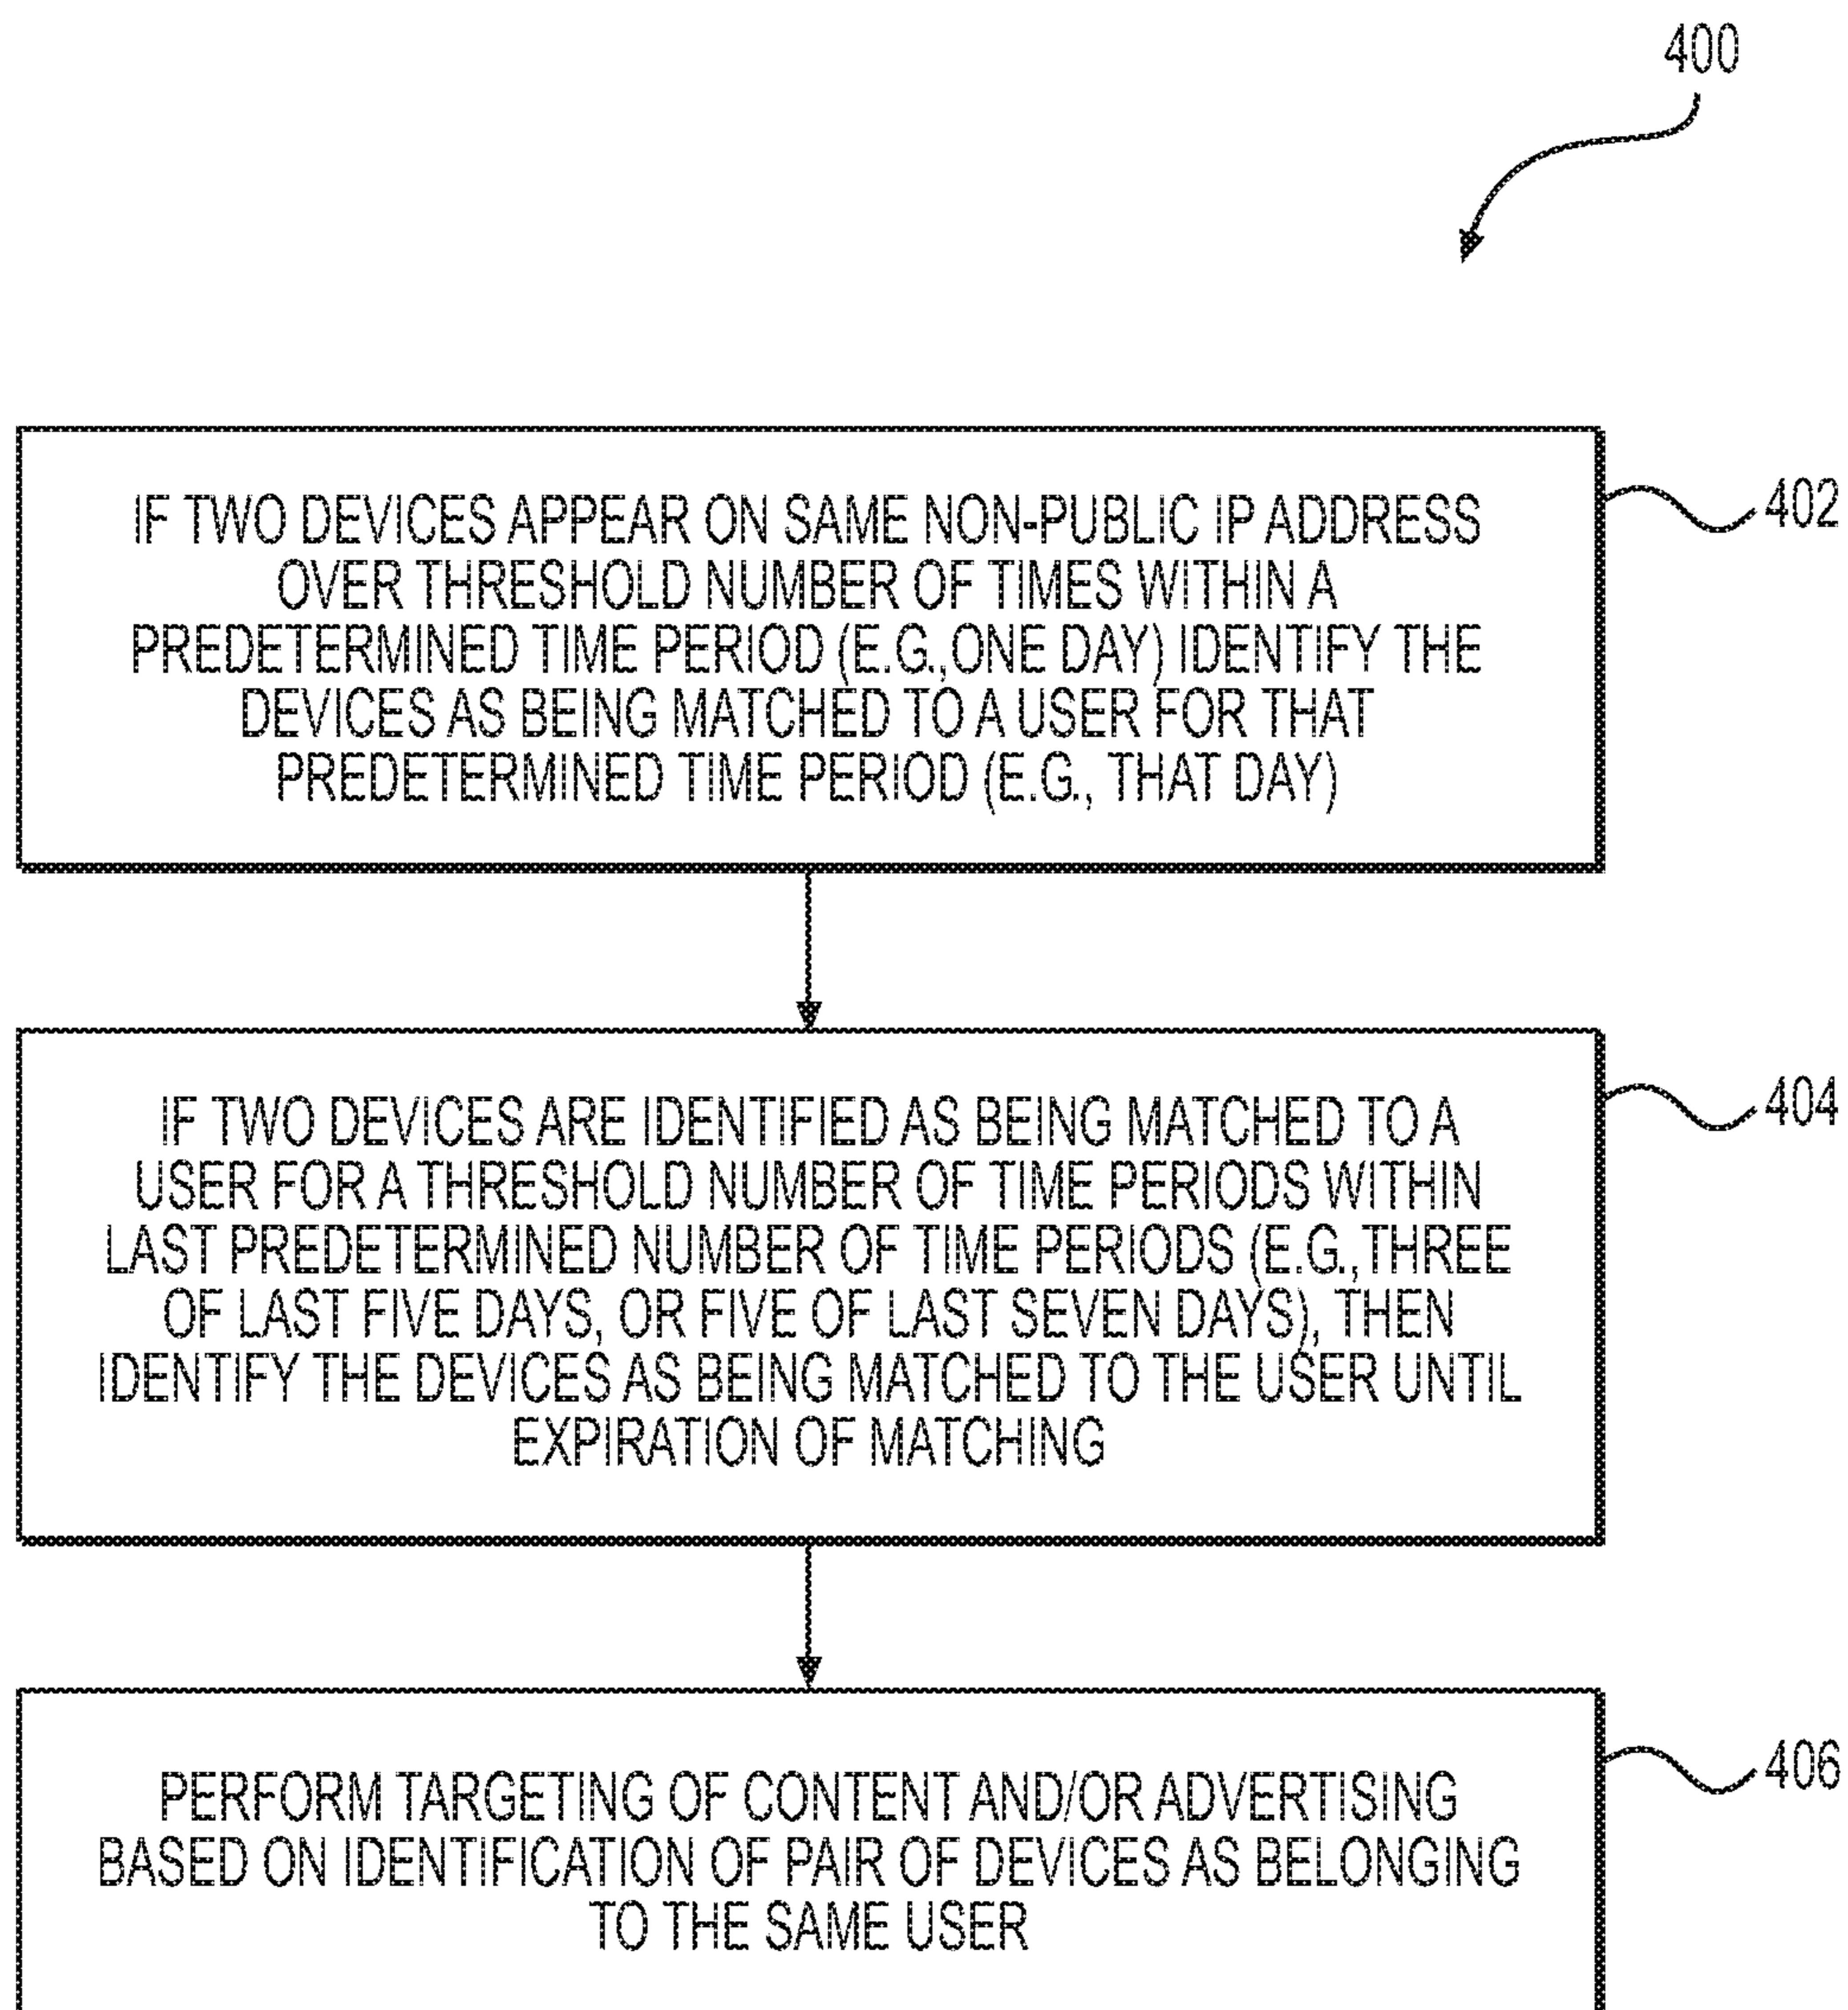 400
IF TWO DEVICES APPEAR ON SAME NON-PUBLIC IP ADDRESS
OVER THRESHOLD NUMBER OF TIMES WITHIN A
PREDETERMINED TIME PERIOD (E.G.,ONE DAY) IDENTIFY THE
DEVICES AS BEING MATCHED TO A USER FOR THAT
PREDETERMINED TIME PERIOD (E.G., THAT DAY)
402
IF TWO DEVICES ARE IDENTIFIED AS BEING MATCHED TO A
USER FOR A THRESHOLD NUMBER OF TIME PERIODS WITHIN
LAST PREDETERMINED NUMBER OF TIME PERIODS (E.G.,THREE
OF LAST FIVE DAYS, OR FIVE OF LAST SEVEN DAYS), THEN
IDENTIFY THE DEVICES AS BEING MATCHED TO THE USER UNTIL
EXPIRATION OF MATCHING
404
PERFORM TARGETING OF CONTENT AND/OR ADVERTISING
BASED ON IDENTIFICATION OF PAIR OF DEVICES AS BELONGING
TO THE SAME USER
406